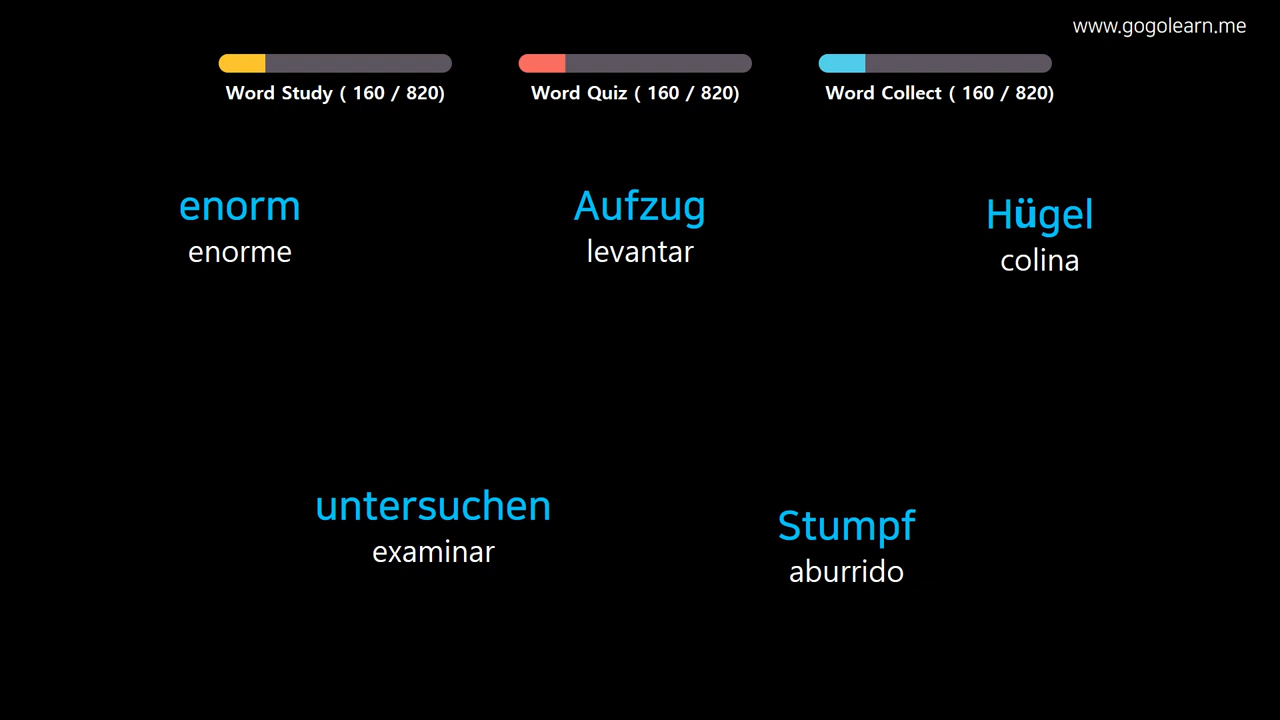 www.gogolearn.me
Word Study ( 160 / 820)
Word Quiz ( 160 / 820)
Word Collect ( 160 / 820)
enorm
enorme
Aufzug
levantar
Hügel
colina
untersuchen
examinar
Stumpf
aburrido